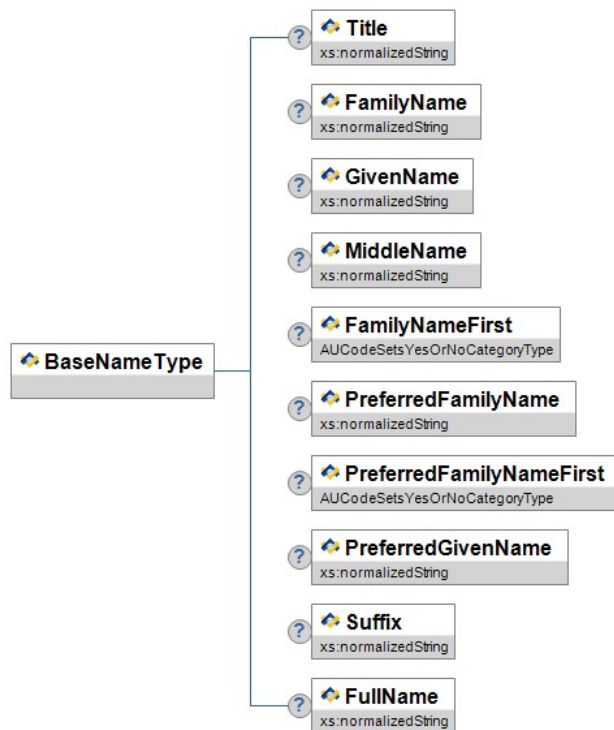 ?
Title
xs:normalizedString
?
FamilyName
xs:normalizedString
?
GivenName
xs:normalizedString
?
MiddleName
xs:normalizedString
?
FamilyNameFirst
AUCodeSetsYesOrNoCategoryType
BaseNameType
?
PreferredFamilyName
xs:normalizedString
?
PreferredFamilyNameFirst
AUCodeSetsYesOrNoCategoryType
?
PreferredGivenName
xs:normalizedString
?
Suffix
xs:normalizedString
?
FullName
xs:normalizedString